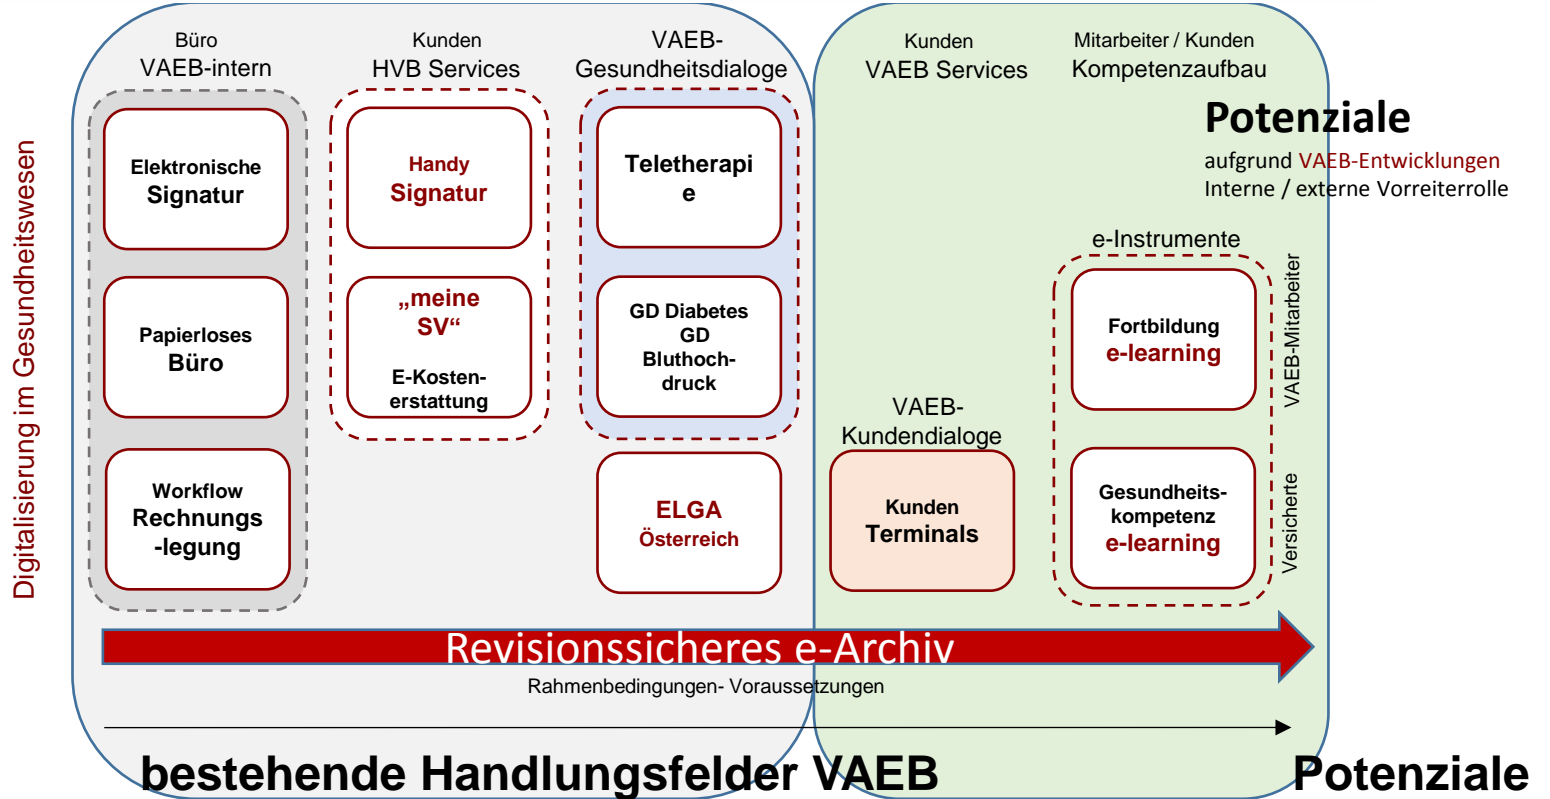 Digitalisierung im Gesundheitswesen
Büro
VAEB-intern
Elektronische
Signatur
Papierloses
Büro
Workflow
Rechnungs
-legung
Kunden
HVB Services
Handy
Signatur
„meine
SV“
E-Kosten-
erstattung
VAEB-
Gesundheitsdialoge
Teletherapi
e
GD Diabetes
GD
Bluthoch-
druck
ELGA
Österreich
Kunden
VAEB Services
VAEB-
Kundendialoge
Kunden
Terminals
Mitarbeiter / Kunden
Kompetenzaufbau
Potenziale
aufgrund VAEB-Entwicklungen
Interne / externe Vorreiterrolle
e-Instrumente
Fortbildung
e-learning
VAEB-Mitarbeiter
Gesundheits-
kompetenz
e-learning
Versicherte
Revisionssicheres e-Archiv
Rahmenbedingungen- Voraussetzungen
bestehende Handlungsfelder VAEB
Potenziale